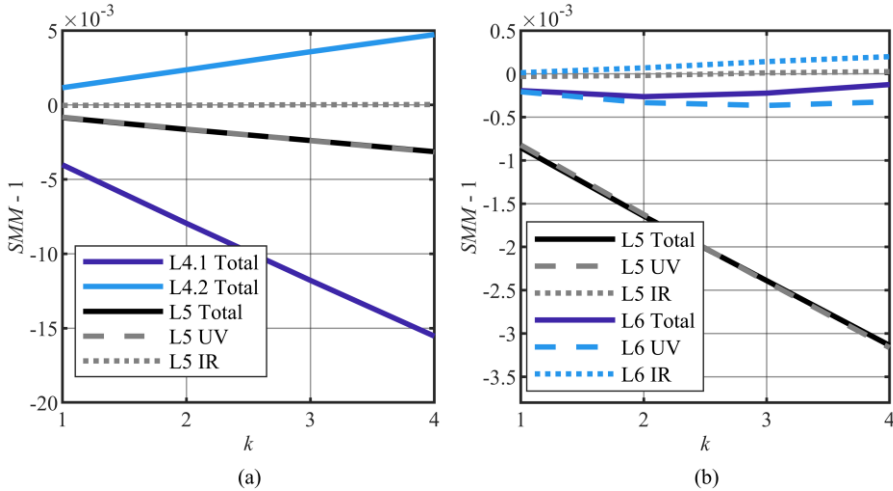 ×10⁻³
5
0
-5
-10
-15
-20
SMM - 1
L4.1 Total
L4.2 Total
L5 Total
L5 UV
L5 IR
1 2 3 4
k
(a)
×10⁻³
0.5
0
-0.5
-1
-1.5
-2
-2.5
-3
-3.5
SMM - 1
L5 Total
L5 UV
L5 IR
L6 Total
L6 UV
L6 IR
1 2 3 4
k
(b)